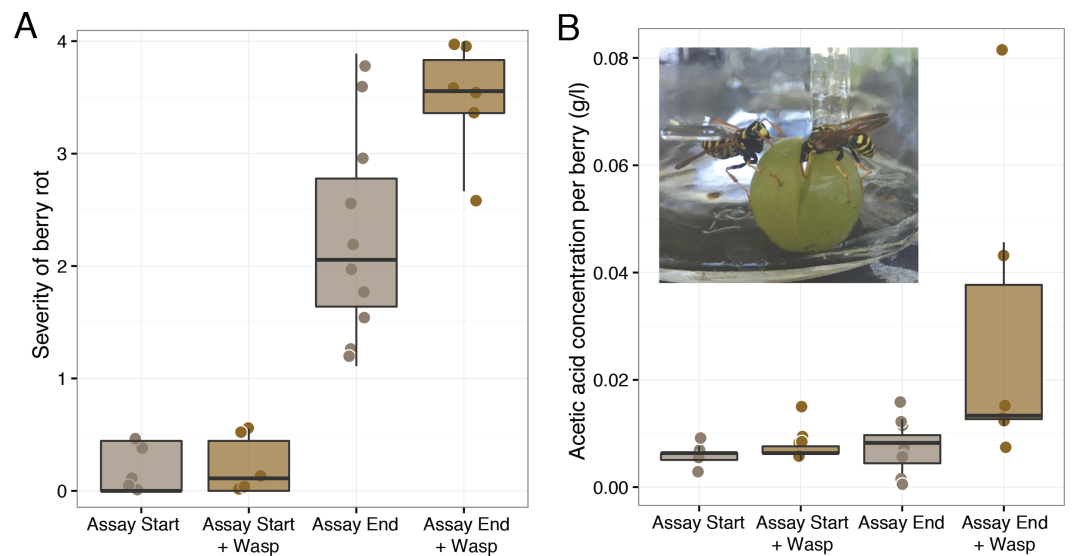 A
Severity of berry rot
4
3
2
1
0
Assay Start
Assay Start
+ Wasp
Assay End
Assay End
+ Wasp
B
Acetic acid concentration per berry (g/l)
0.08
0.06
0.04
0.02
0.00
Assay Start
Assay Start
+ Wasp
Assay End
Assay End
+ Wasp